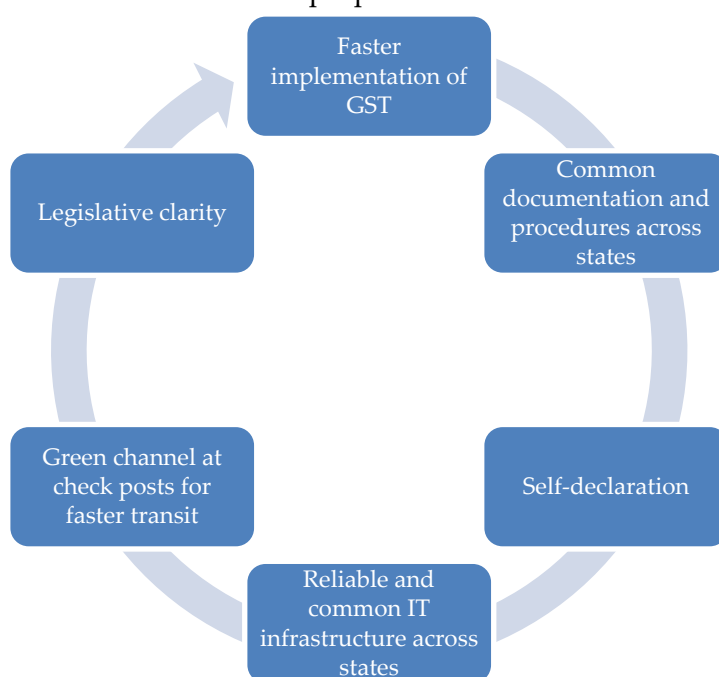 Faster
implementation of
GST
Common
documentation and
procedures across
states
Self-declaration
Reliable and
common IT
infrastructure across
states
Green channel at
check posts for
faster transit
Legislative clarity